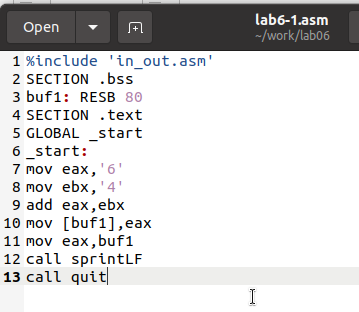 Open lab6-1.asm
~/work/lab06
1 %include 'in_out.asm'
2 SECTION .bss
3 buf1: RESB 80
4 SECTION .text
5 GLOBAL _start
6 _start:
7 mov eax,'6'
8 mov ebx,'4'
9 add eax,ebx
10 mov [buf1],eax
11 mov eax,buf1
12 call sprintLF
13 call quit